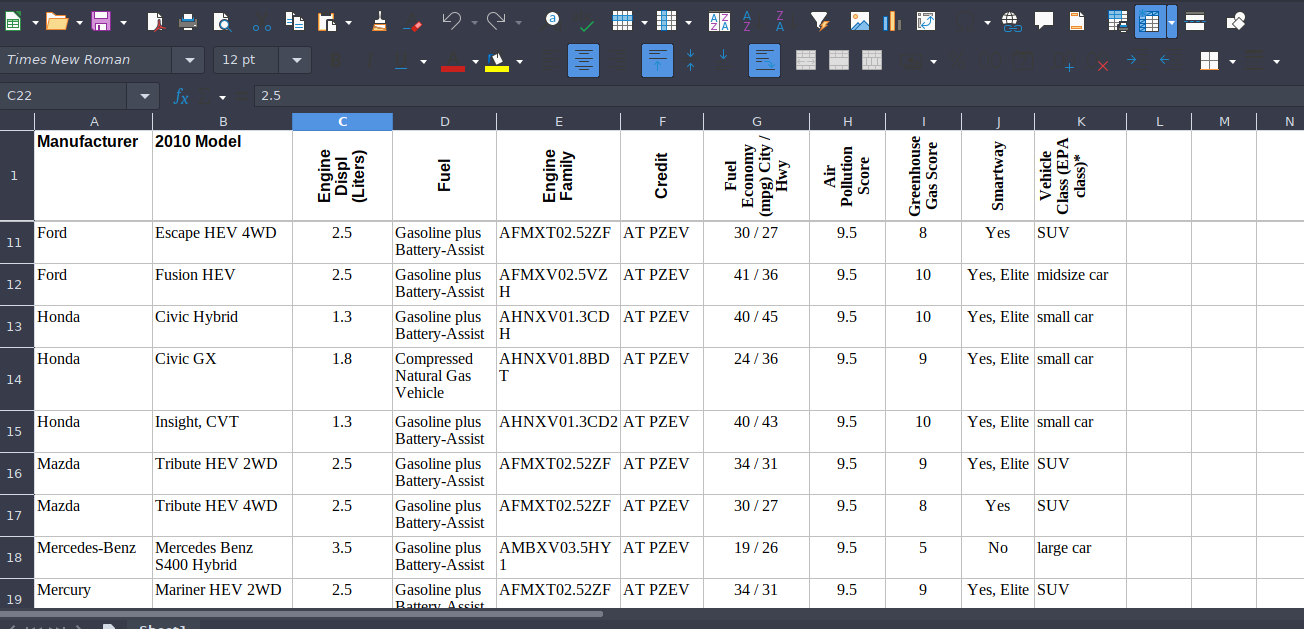 Times New Roman
12 pt
C22
fx
2.5
A B C D E F G H I J K L M N
1
Manufacturer
2010 Model
Engine
Displ
(Liters)
Fuel
Engine
Family
Credit
Fuel
Economy
(mpg) City /
Hwy
Air
Pollution
Score
Greenhouse
Gas Score
Smartway
Vehicle
Class (EPA
class)*
11 Ford Escape HEV 4WD 2.5 Gasoline plus AFMXT02.52ZF AT PZEV 30 / 27 9.5 8 Yes SUV
Battery-Assist
12 Ford Fusion HEV 2.5 Gasoline plus AFMXV02.5VZ AT PZEV 41 / 36 9.5 10 Yes, Elite midsize car
Battery-Assist H
13 Honda Civic Hybrid 1.3 Gasoline plus AHNXV01.3CD AT PZEV 40 / 45 9.5 10 Yes, Elite small car
Battery-Assist H
14 Honda Civic GX 1.8 Compressed AHNXV01.8BD AT PZEV 24 / 36 9.5 9 Yes, Elite small car
Natural Gas T
Vehicle
15 Honda Insight, CVT 1.3 Gasoline plus AHNXV01.3CD2 AT PZEV 40 / 43 9.5 10 Yes, Elite small car
Battery-Assist
16 Mazda Tribute HEV 2WD 2.5 Gasoline plus AFMXT02.52ZF AT PZEV 34 / 31 9.5 9 Yes, Elite SUV
Battery-Assist
17 Mazda Tribute HEV 4WD 2.5 Gasoline plus AFMXT02.52ZF AT PZEV 30 / 27 9.5 8 Yes SUV
Battery-Assist
18 Mercedes-Benz Mercedes Benz 3.5 Gasoline plus AMBXV03.5HY AT PZEV 19 / 26 9.5 5 No large car
S400 Hybrid Battery-Assist 1
19 Mercury Mariner HEV 2WD 2.5 Gasoline plus AFMXT02.52ZF AT PZEV 34 / 31 9.5 9 Yes, Elite SUV
Battery-Assist
Sheet1